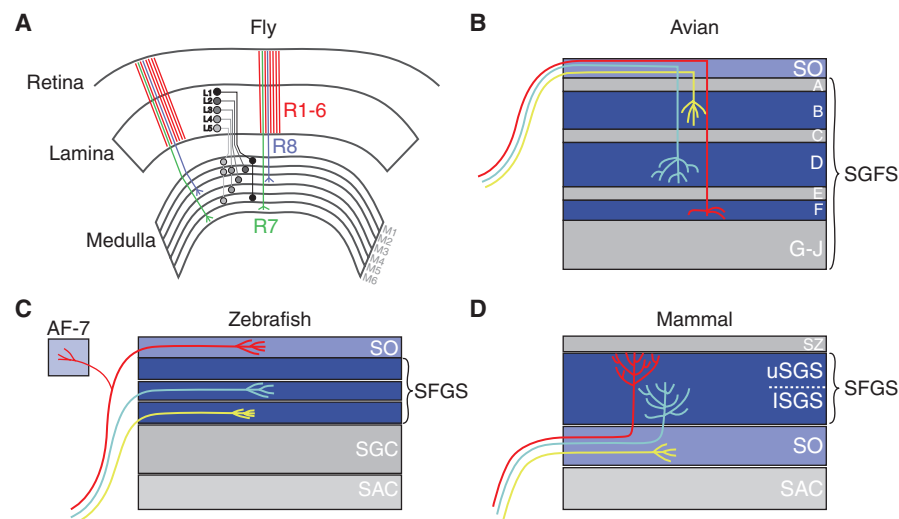 A
Fly
Retina
L1
L2
L3
L4
L5
R1-6
Lamina
R8
Medulla
R7
M1
M2
M3
M4
M5
M6
B
Avian
SO
A
B
C
D
E
F
G-J
SGFS
C
Zebrafish
AF-7
SO
SFGS
SGC
SAC
D
Mammal
SZ
uSGS
lSGS
SFGS
SO
SAC